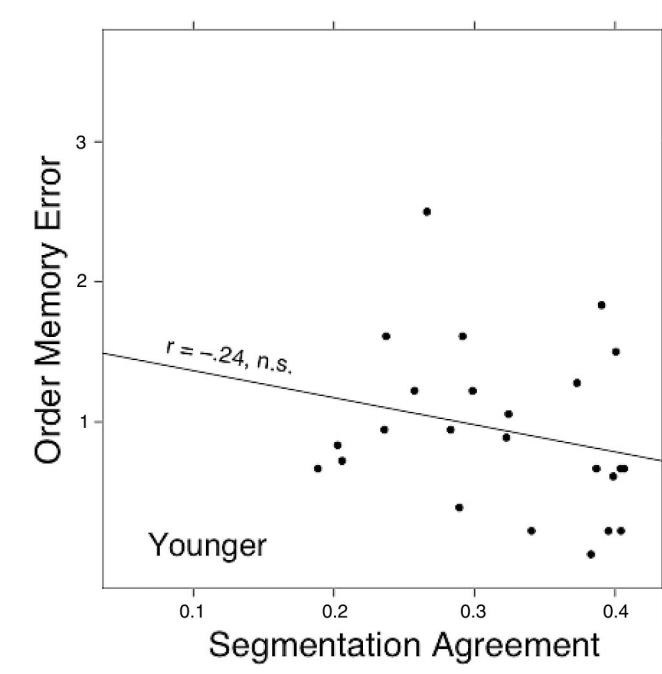 3
2
1
Order Memory Error
r = −.24, n.s.
Younger
0.1 0.2 0.3 0.4
Segmentation Agreement